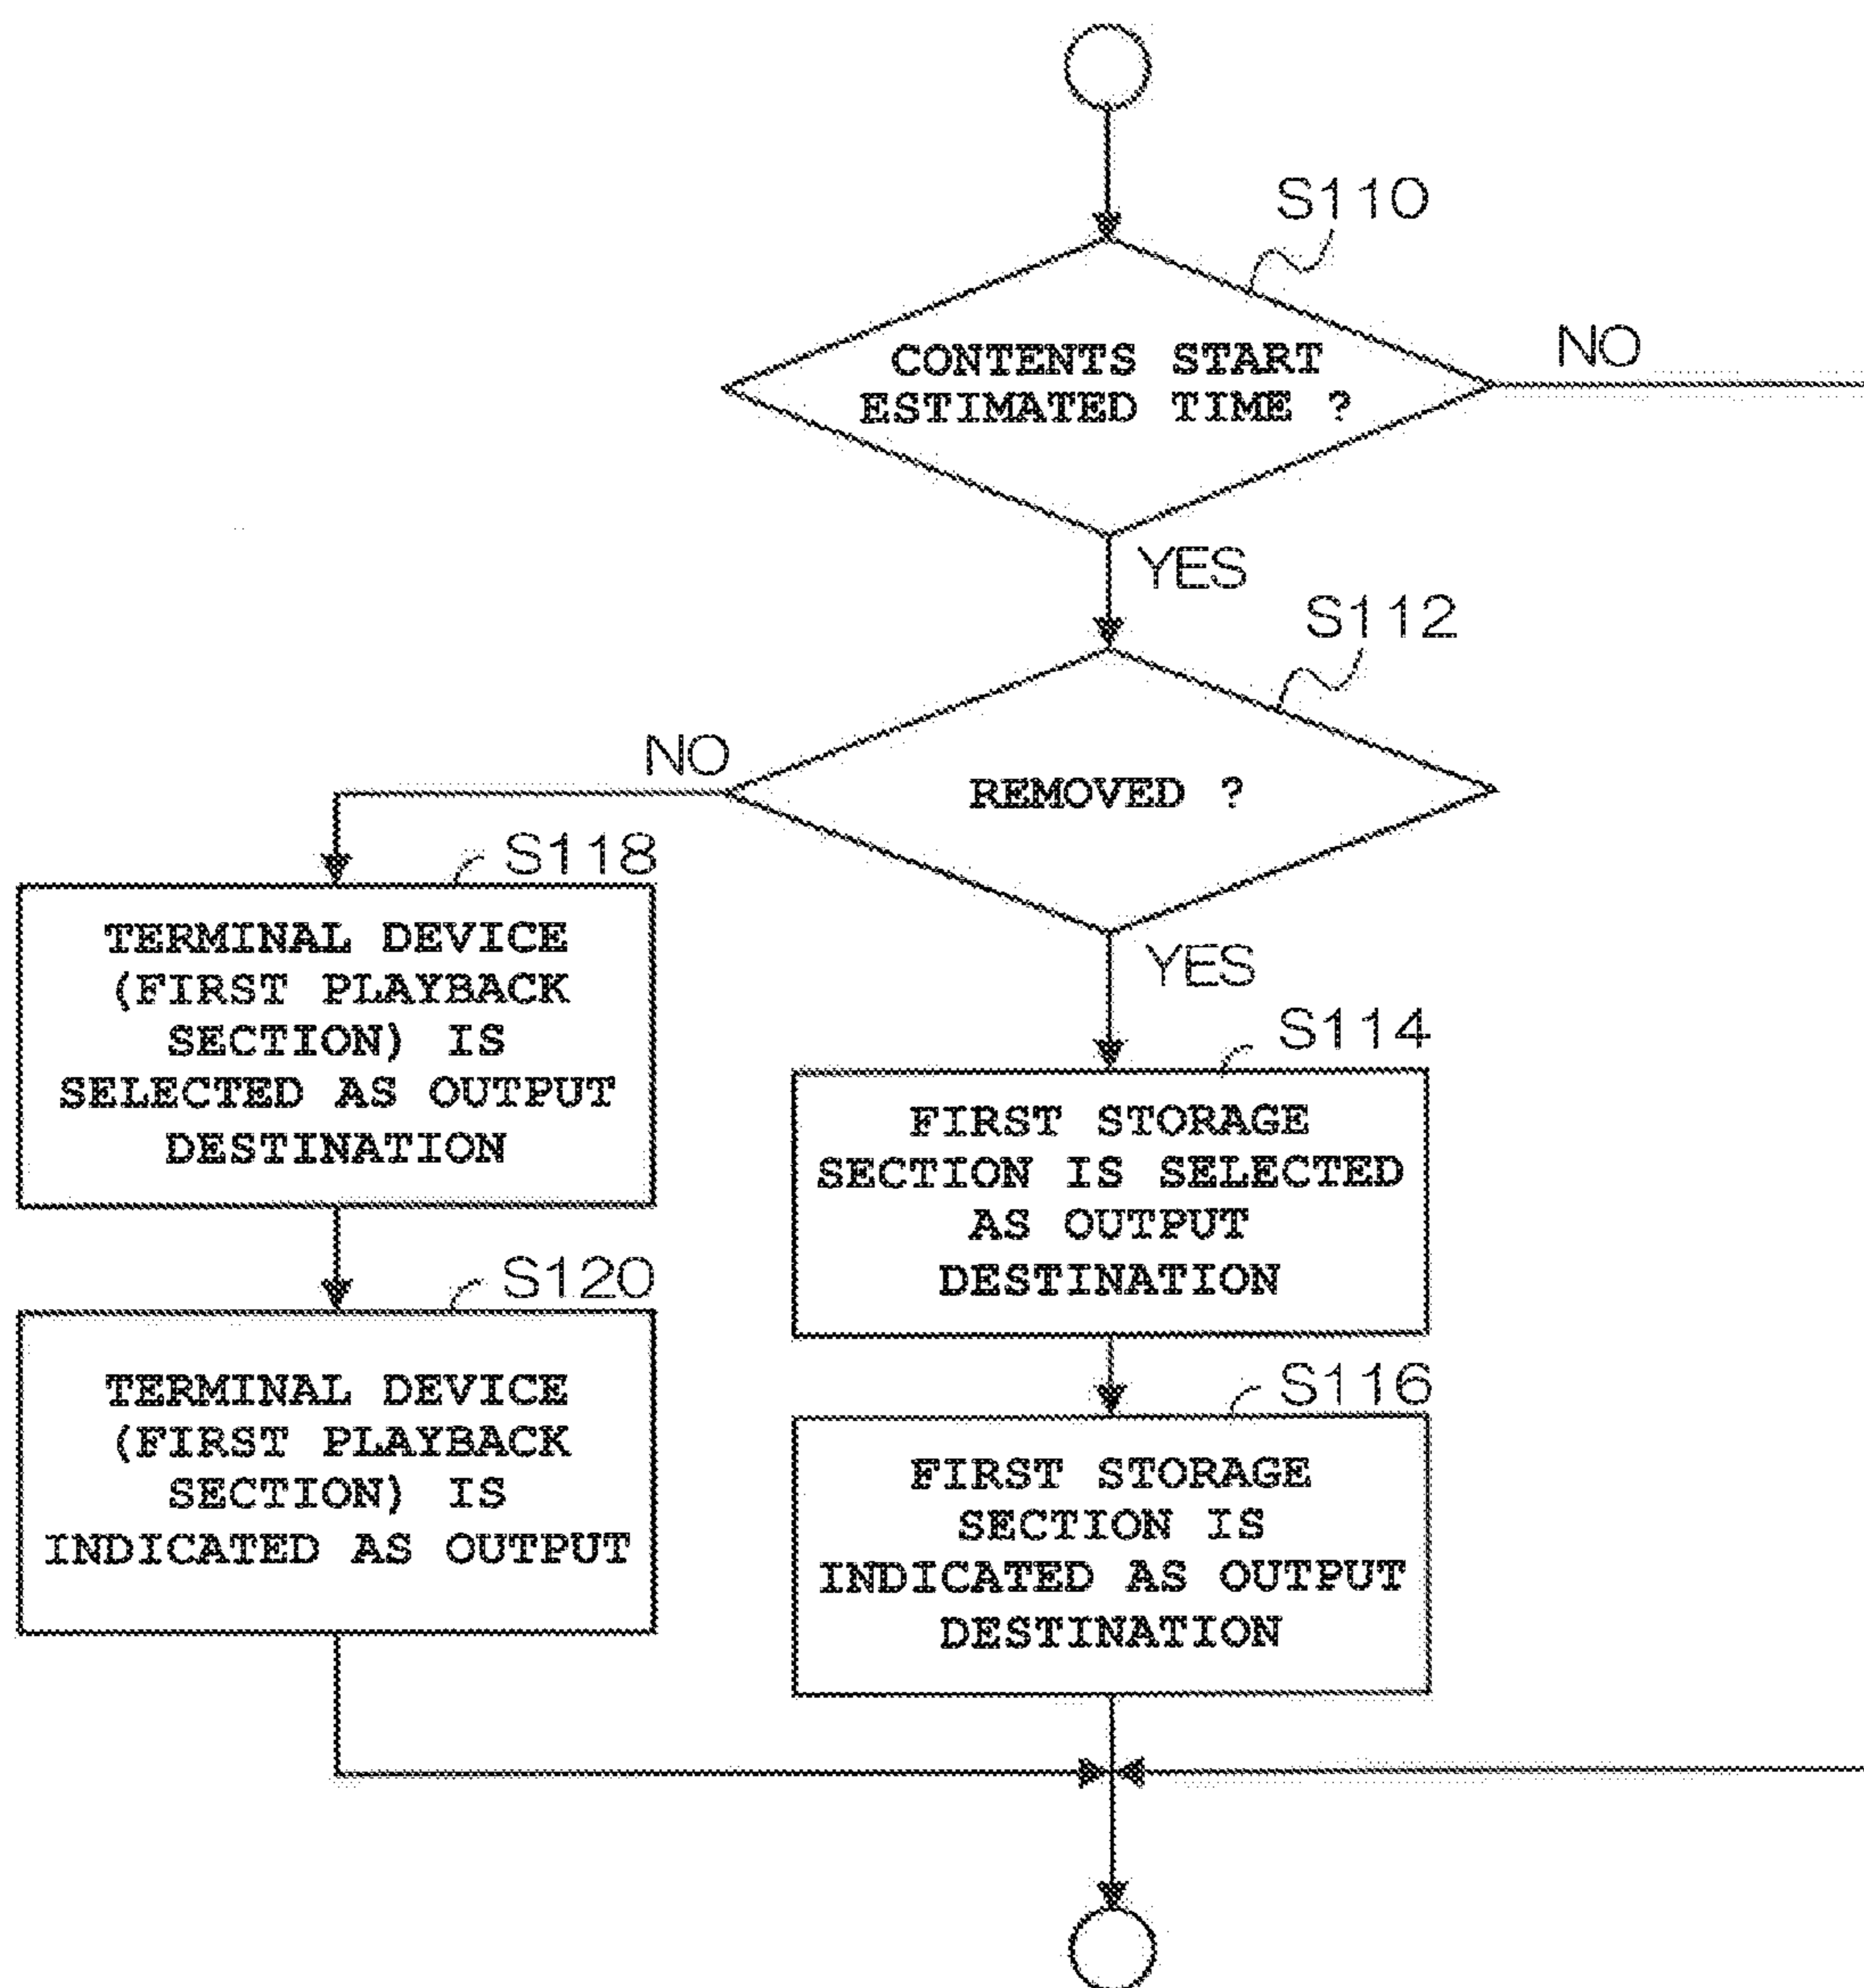 S110
CONTENTS START
ESTIMATED TIME ?
NO
YES
S112
REMOVED ?
NO
YES
S118
TERMINAL DEVICE
(FIRST PLAYBACK
SECTION) IS
SELECTED AS OUTPUT
DESTINATION
S114
FIRST STORAGE
SECTION IS SELECTED
AS OUTPUT
DESTINATION
S120
TERMINAL DEVICE
(FIRST PLAYBACK
SECTION) IS
INDICATED AS OUTPUT
S116
FIRST STORAGE
SECTION IS
INDICATED AS OUTPUT
DESTINATION